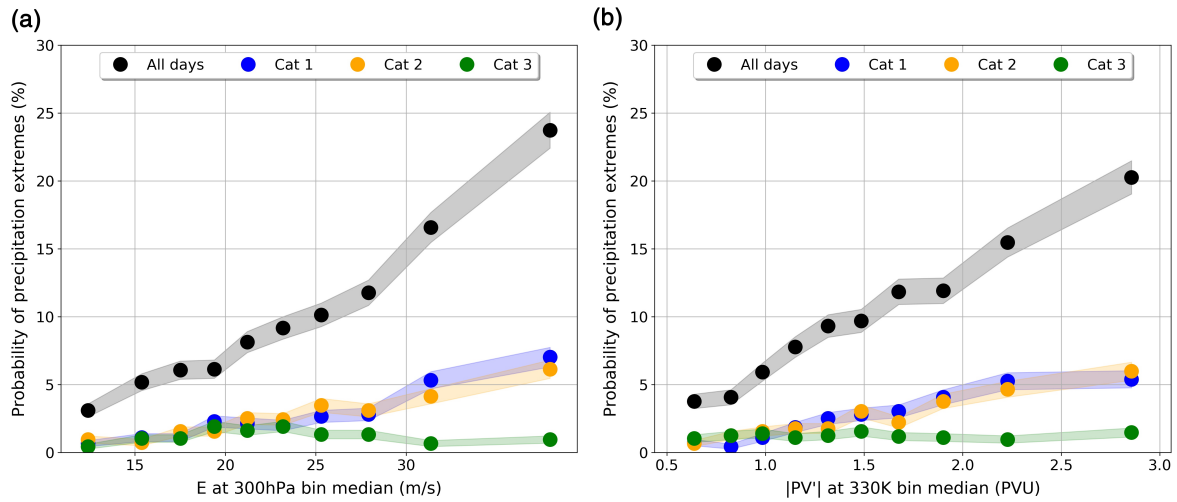 (a)
All days Cat 1 Cat 2 Cat 3
Probability of precipitation extremes (%)
30
25
20
15
10
5
0
15 20 25 30
E at 300hPa bin median (m/s)
(b)
All days Cat 1 Cat 2 Cat 3
Probability of precipitation extremes (%)
30
25
20
15
10
5
0
0.5 1.0 1.5 2.0 2.5 3.0
|PV'| at 330K bin median (PVU)